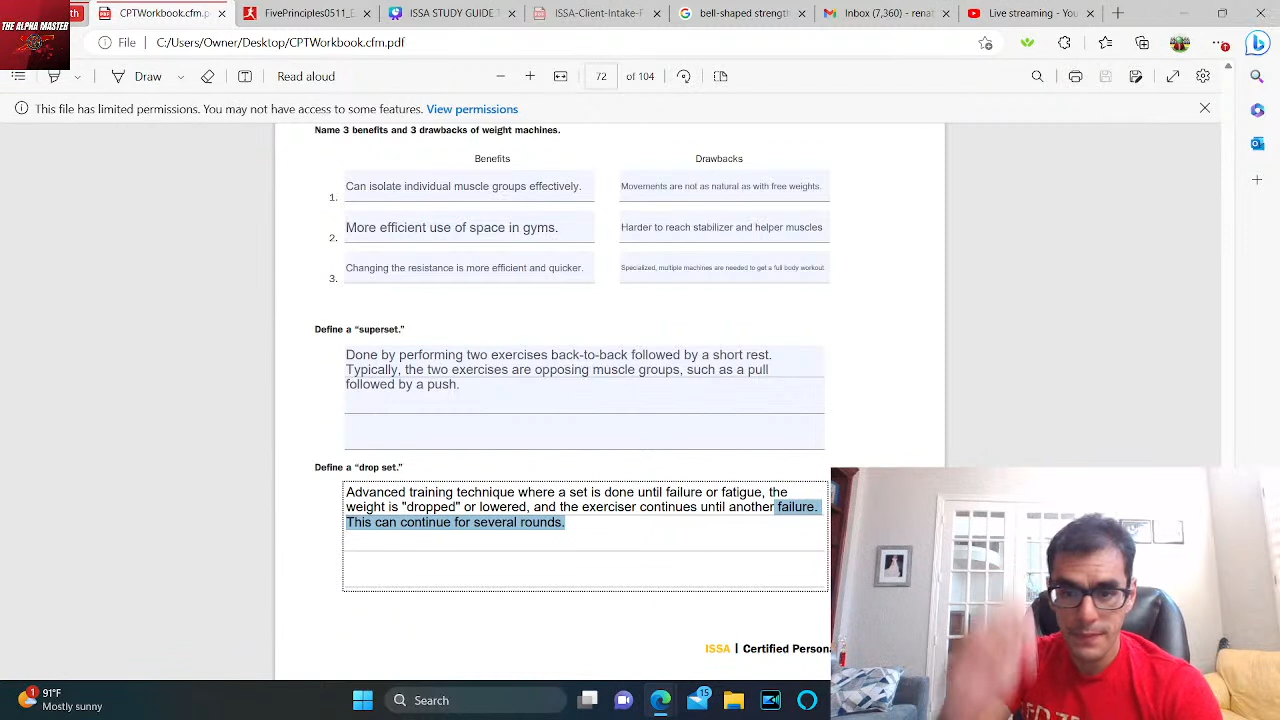 THE ALPHA MASTER
CPTWorkbook.cfm.p
FirePrinciped0511_E
ISSA STUDY GUIDE
ISSA-Client-Intake-F
Bell-shaped strengt
Inbox (7,360) - rena
Live streaming - You
File C:/Users/Owner/Desktop/CPTWorkbook.cfm.pdf
Draw Read aloud 72 of 104
This file has limited permissions. You may not have access to some features. View permissions
Name 3 benefits and 3 drawbacks of weight machines.
Benefits Drawbacks
1. Can isolate individual muscle groups effectively. Movements are not as natural as with free weights.
2. More efficient use of space in gyms. Harder to reach stabilizer and helper muscles
3. Changing the resistance is more efficient and quicker. Specialized, multiple machines are needed to get a full body workout
Define a “superset.”
Done by performing two exercises back-to-back followed by a short rest.
Typically, the two exercises are opposing muscle groups, such as a pull
followed by a push.
Define a “drop set.”
Advanced training technique where a set is done until failure or fatigue, the
weight is "dropped" or lowered, and the exerciser continues until another failure.
This can continue for several rounds.
ISSA | Certified Persona
1
91°F
Mostly sunny
Search
15